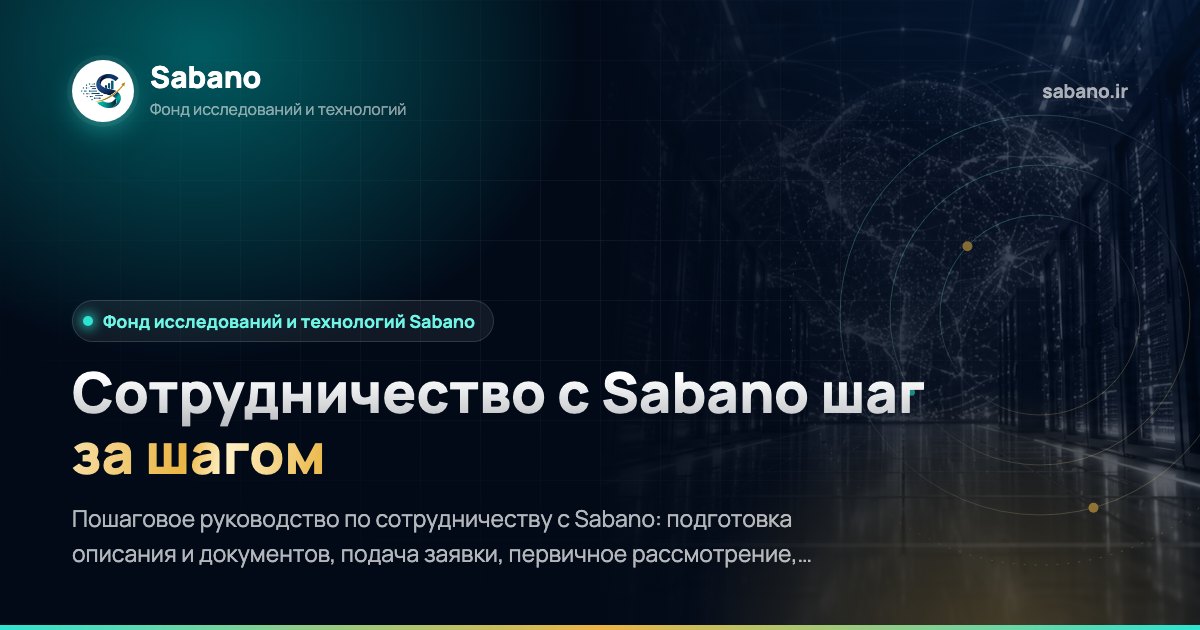 Sabano
Фонд исследований и технологий
sabano.ir
Фонд исследований и технологий Sabano
Сотрудничество с Sabano шаг
за шагом
Пошаговое руководство по сотрудничеству с Sabano: подготовка
описания и документов, подача заявки, первичное рассмотрение,...